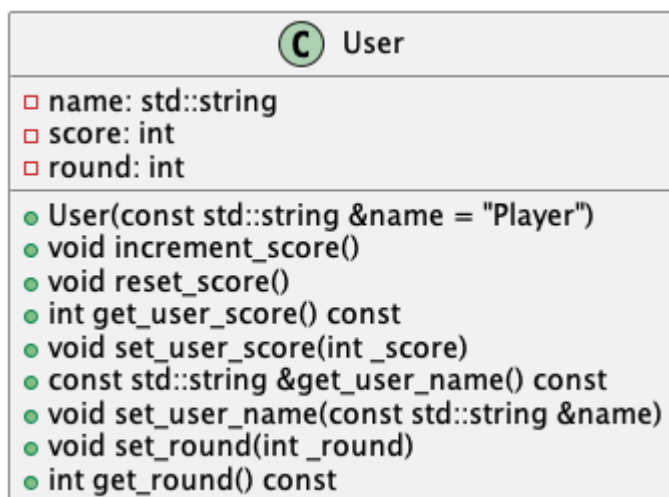 C User
name: std::string
score: int
round: int
User(const std::string &name = "Player")
void increment_score()
void reset_score()
int get_user_score() const
void set_user_score(int _score)
const std::string &get_user_name() const
void set_user_name(const std::string &name)
void set_round(int _round)
int get_round() const